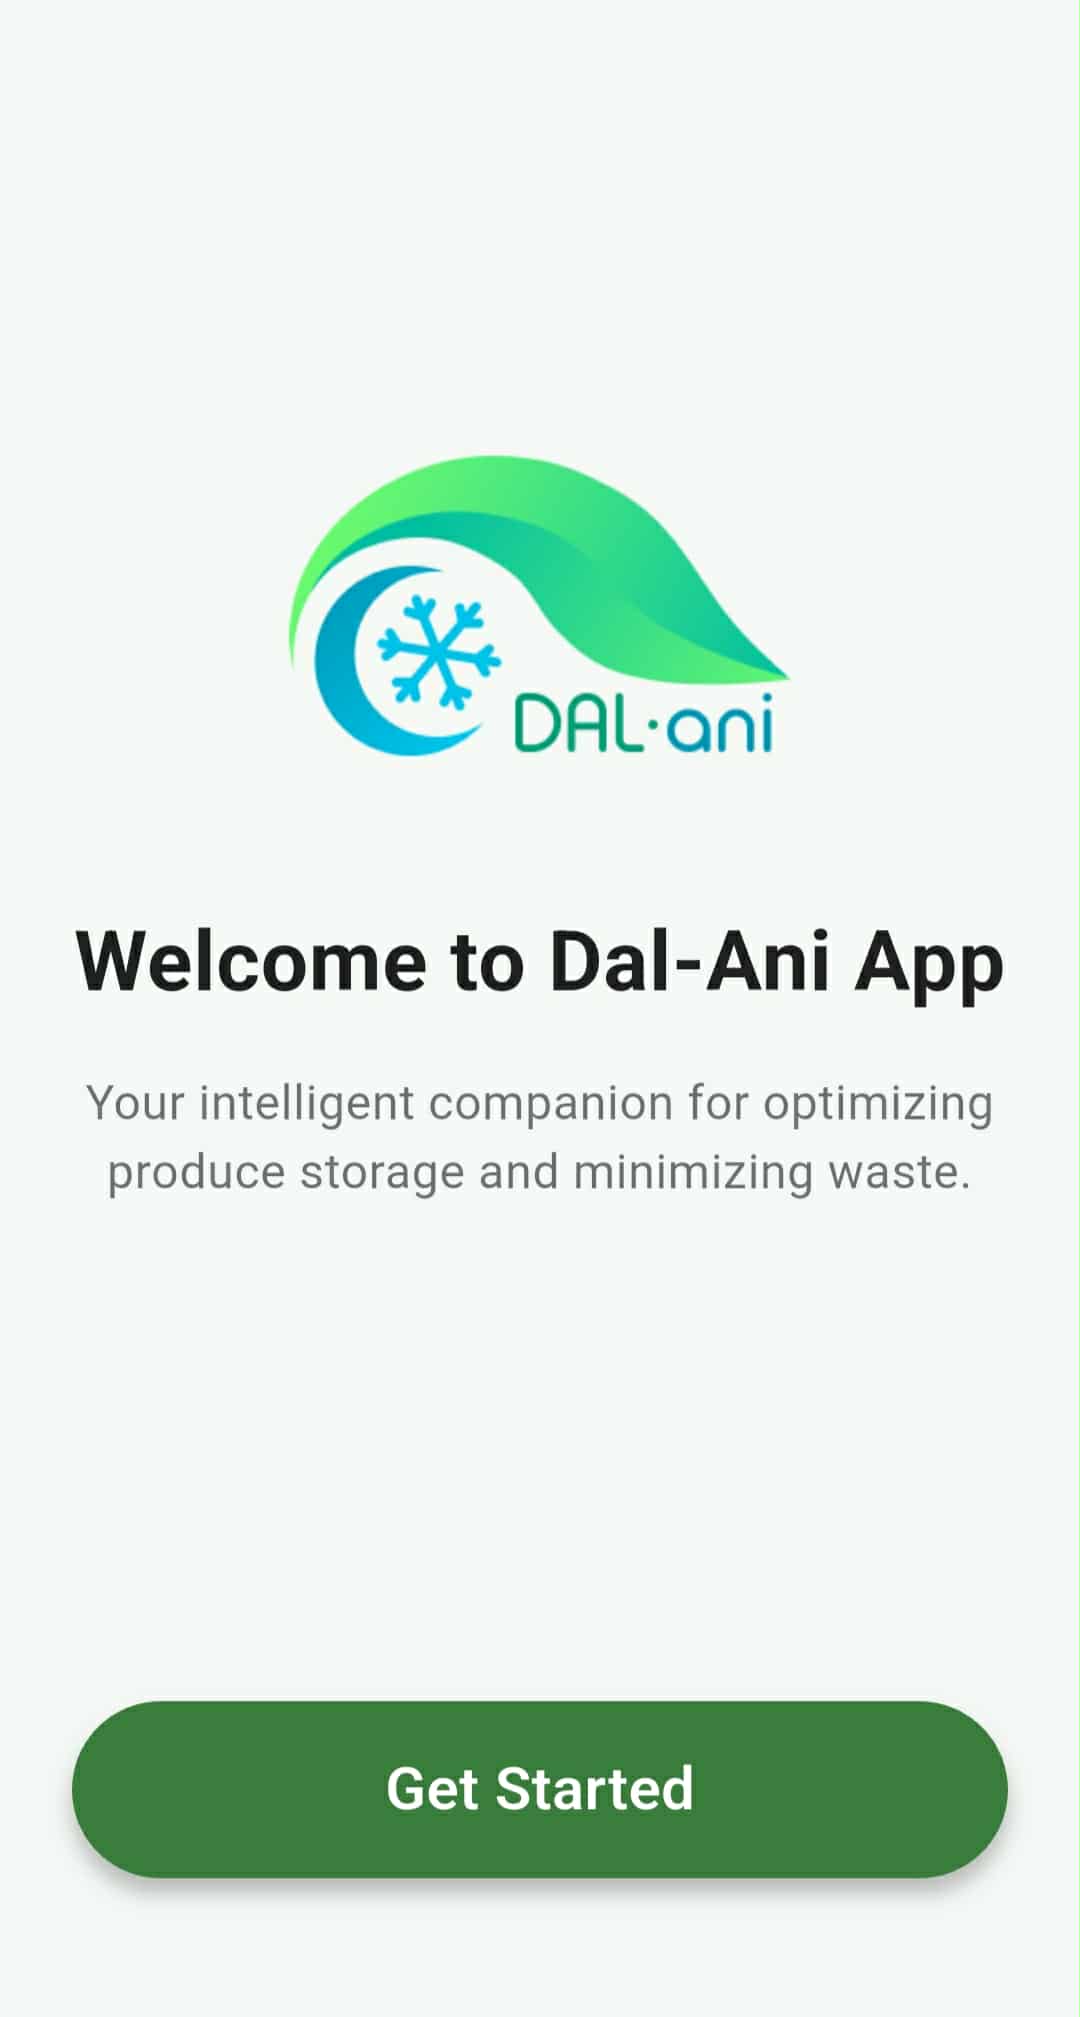 DAL·ani
Welcome to Dal-Ani App
Your intelligent companion for optimizing
produce storage and minimizing waste.
Get Started